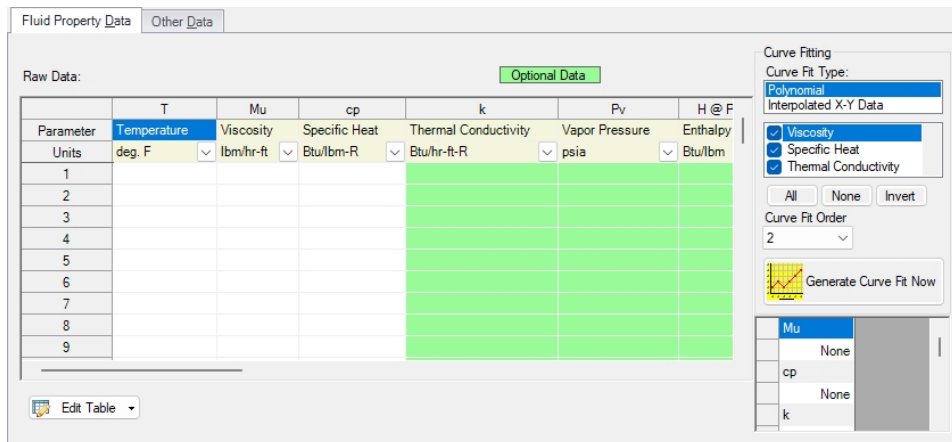 Fluid Property Data
Other Data
Raw Data:
Optional Data
T Mu cp k Pv H @ P
Parameter Temperature Viscosity Specific Heat Thermal Conductivity Vapor Pressure Enthalpy
Units deg. F lbm/hr-ft Btu/lbm-R Btu/hr-ft-R psia Btu/lbm
1
2
3
4
5
6
7
8
9
Edit Table
Curve Fitting
Curve Fit Type:
Polynomial
Interpolated X-Y Data
Viscosity
Specific Heat
Thermal Conductivity
All None Invert
Curve Fit Order
2
Generate Curve Fit Now
Mu
None
cp
None
k